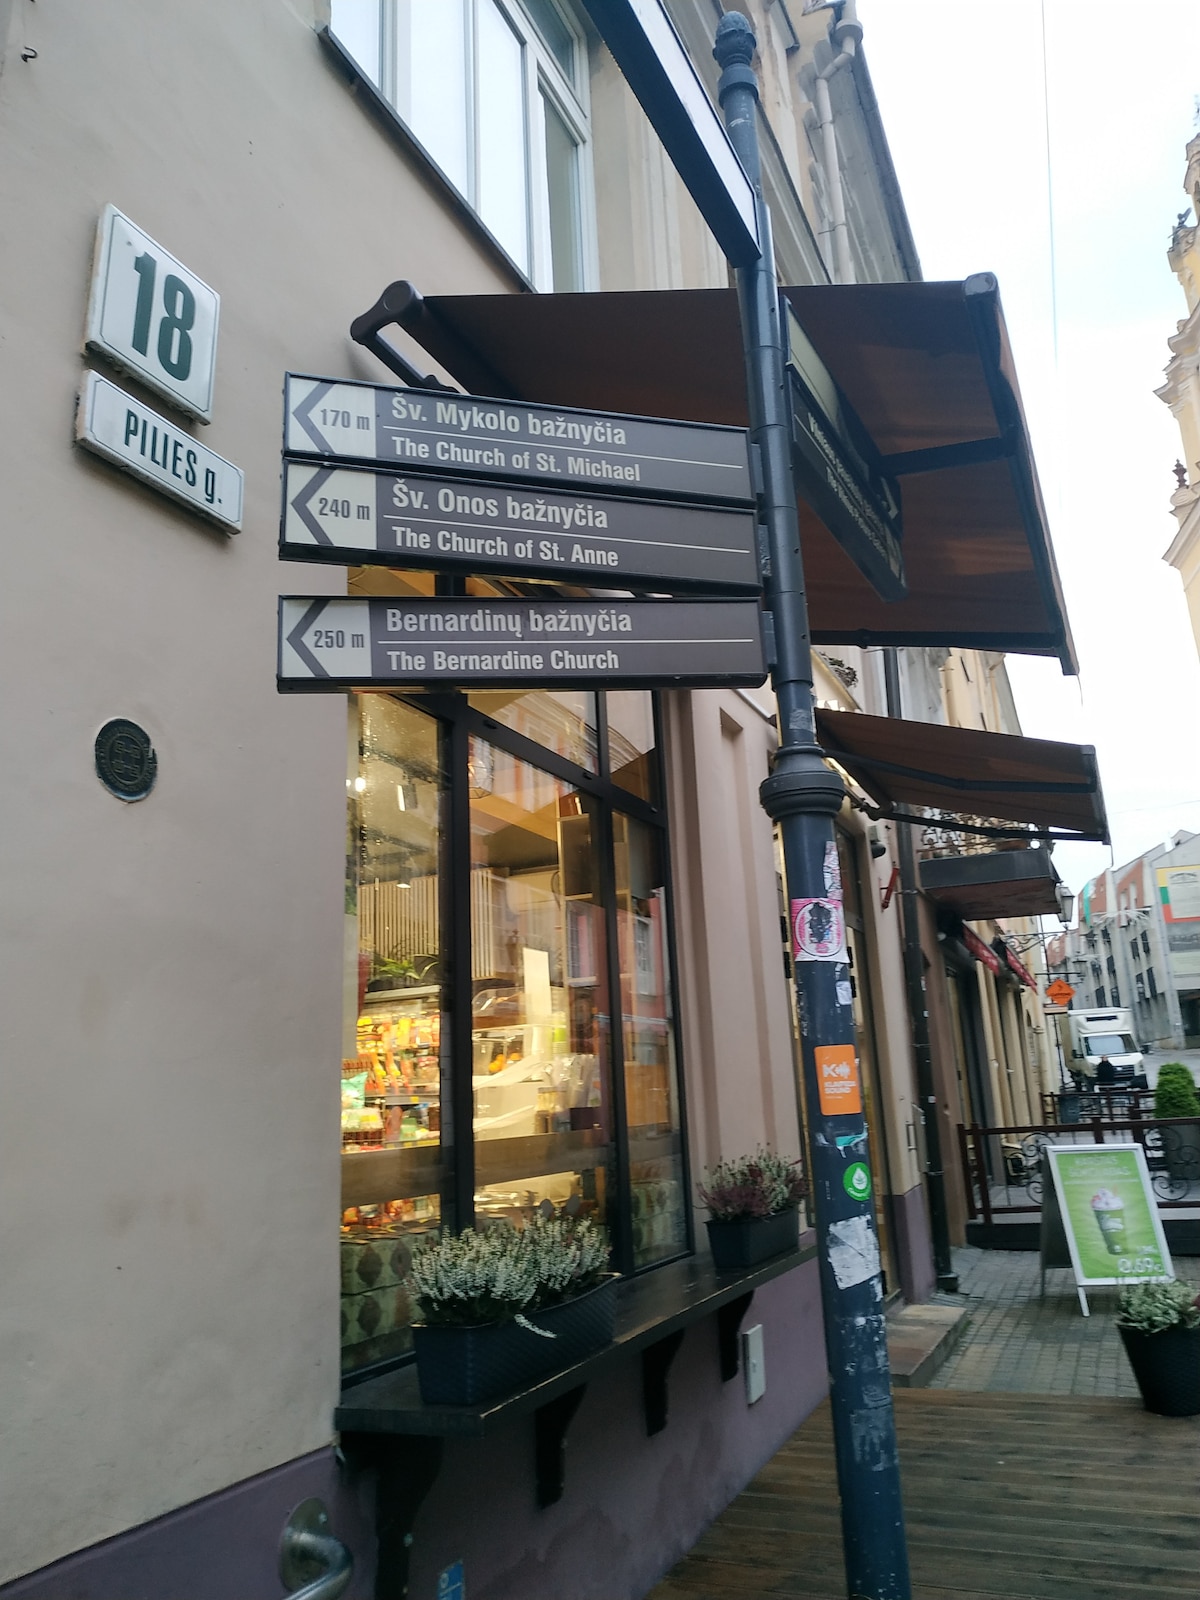 18
PILIES g.
170 m
Šv. Mykolo bažnyčia
The Church of St. Michael
240 m
Šv. Onos bažnyčia
The Church of St. Anne
250 m
Bernardinų bažnyčia
The Bernardine Church